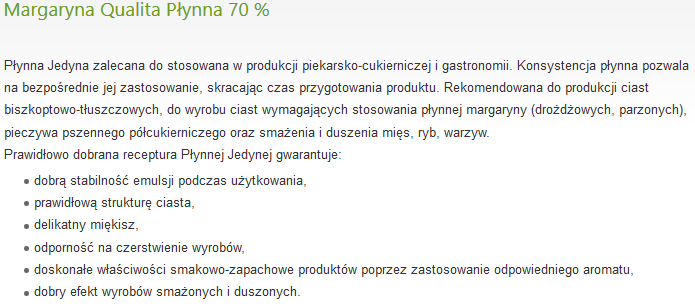 Margaryna Qualita Płynna 70 %
Płynna Jedyna zalecana do stosowana w produkcji piekarsko-cukierniczej i gastronomii. Konsystencja płynna pozwala
na bezpośrednie jej zastosowanie, skracając czas przygotowania produktu. Rekomendowana do produkcji ciast
biszkoptowo-tłuszczowych, do wyrobu ciast wymagających stosowania płynnej margaryny (drożdżowych, parzonych),
pieczywa pszennego półcukierniczego oraz smażenia i duszenia mięs, ryb, warzyw.
Prawidłowo dobrana receptura Płynnej Jedynej gwarantuje:
• dobrą stabilność emulsji podczas użytkowania,
• prawidłową strukturę ciasta,
• delikatny miękisz,
• odporność na czerstwienie wyrobów,
• doskonałe właściwości smakowo-zapachowe produktów poprzez zastosowanie odpowiedniego aromatu,
• dobry efekt wyrobów smażonych i duszonych.